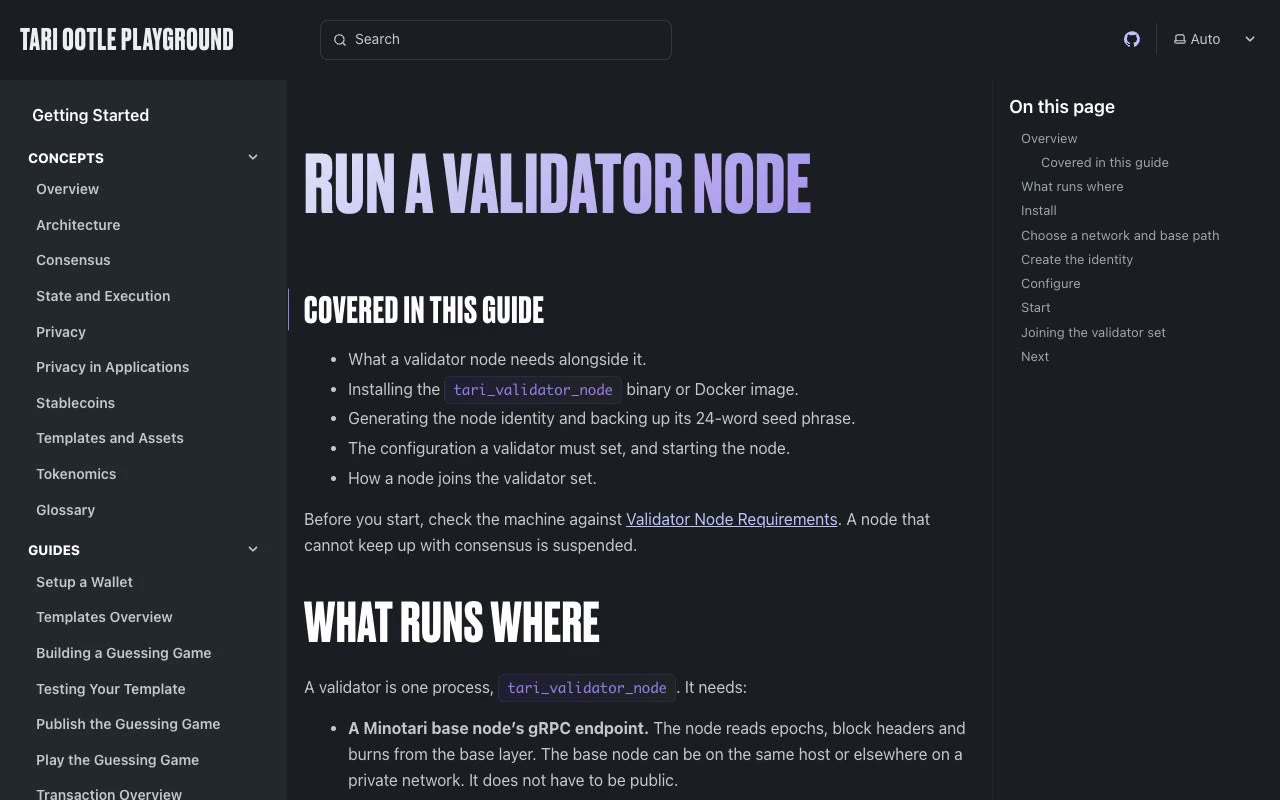 TARI OOTLE PLAYGROUND
Search
Auto
Getting Started
CONCEPTS
Overview
Architecture
Consensus
State and Execution
Privacy
Privacy in Applications
Stablecoins
Templates and Assets
Tokenomics
Glossary
GUIDES
Setup a Wallet
Templates Overview
Building a Guessing Game
Testing Your Template
Publish the Guessing Game
Play the Guessing Game
Transaction Overview
RUN A VALIDATOR NODE
COVERED IN THIS GUIDE
• What a validator node needs alongside it.
• Installing the tari_validator_node binary or Docker image.
• Generating the node identity and backing up its 24-word seed phrase.
• The configuration a validator must set, and starting the node.
• How a node joins the validator set.
Before you start, check the machine against Validator Node Requirements. A node that
cannot keep up with consensus is suspended.
WHAT RUNS WHERE
A validator is one process, tari_validator_node. It needs:
• A Minotari base node’s gRPC endpoint. The node reads epochs, block headers and
burns from the base layer. The base node can be on the same host or elsewhere on a
private network. It does not have to be public.
On this page
Overview
Covered in this guide
What runs where
Install
Choose a network and base path
Create the identity
Configure
Start
Joining the validator set
Next